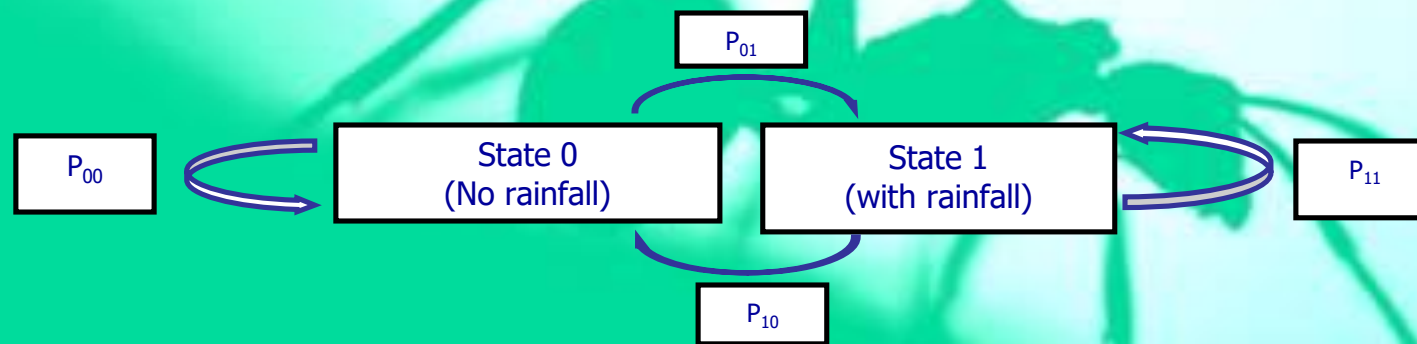 P₀₁
P₀₀
State 0
(No rainfall)
State 1
(with rainfall)
P₁₁
P₁₀